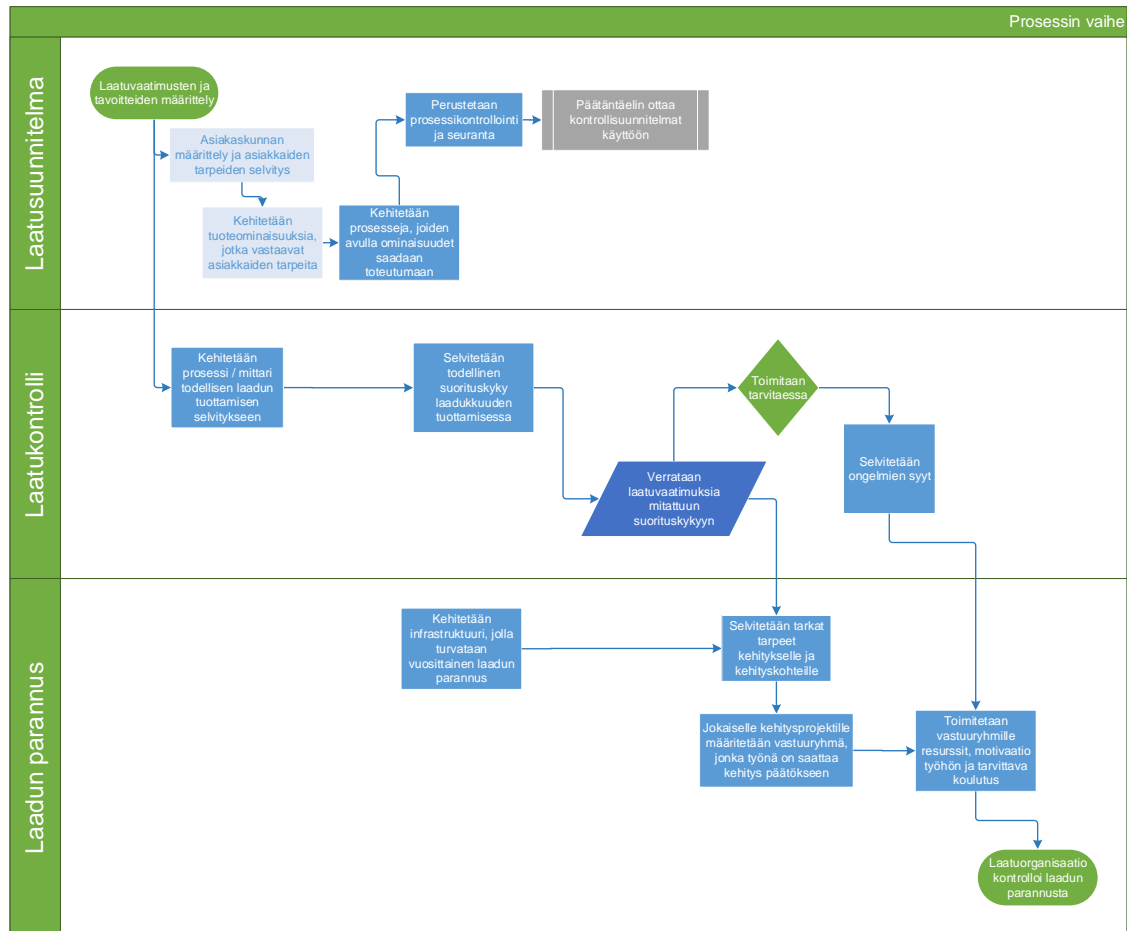 Prosessin vaihe
Laatusuunnitelma
Laatuvaatimusten ja
tavoitteiden määrittely
Asiakaskunnan
määrittely ja asiakkaiden
tarpeiden selvitys
Kehitetään
tuoteominaisuuksia,
jotka vastaavat
asiakkaiden tarpeita
Kehitetään
prosesseja, joiden
avulla ominaisuudet
saadaan
toteutumaan
Perustetaan
prosessikontrollointi
ja seuranta
Päätäntäelin ottaa
kontrollisuunnitelmat
käyttöön
Laatukontrolli
Kehitetään
prosessi / mittari
todellisen laadun
tuottamisen
selvitykseen
Selvitetään
todellinen
suorituskyky
laadukkuuden
tuottamisessa
Verrataan
laatuvaatimuksia
mitattuun
suorituskykyyn
Toimitaan
tarvitaessa
Selvitetään
ongelmien syyt
Laadun parannus
Kehitetään
infrastruktuuri, jolla
turvataan
vuosittainen laadun
parannus
Selvitetään tarkat
tarpeet
kehitykselle ja
kehityskohteille
Jokaiselle kehitysprojektille
määritetään vastuuryhmä,
jonka työnä on saattaa
kehitys päätökseen
Toimitetaan
vastuuryhmille
resurssit, motivaatio
työhön ja tarvittava
koulutus
Laatuorganisaatio
kontrolloi laadun
parannusta